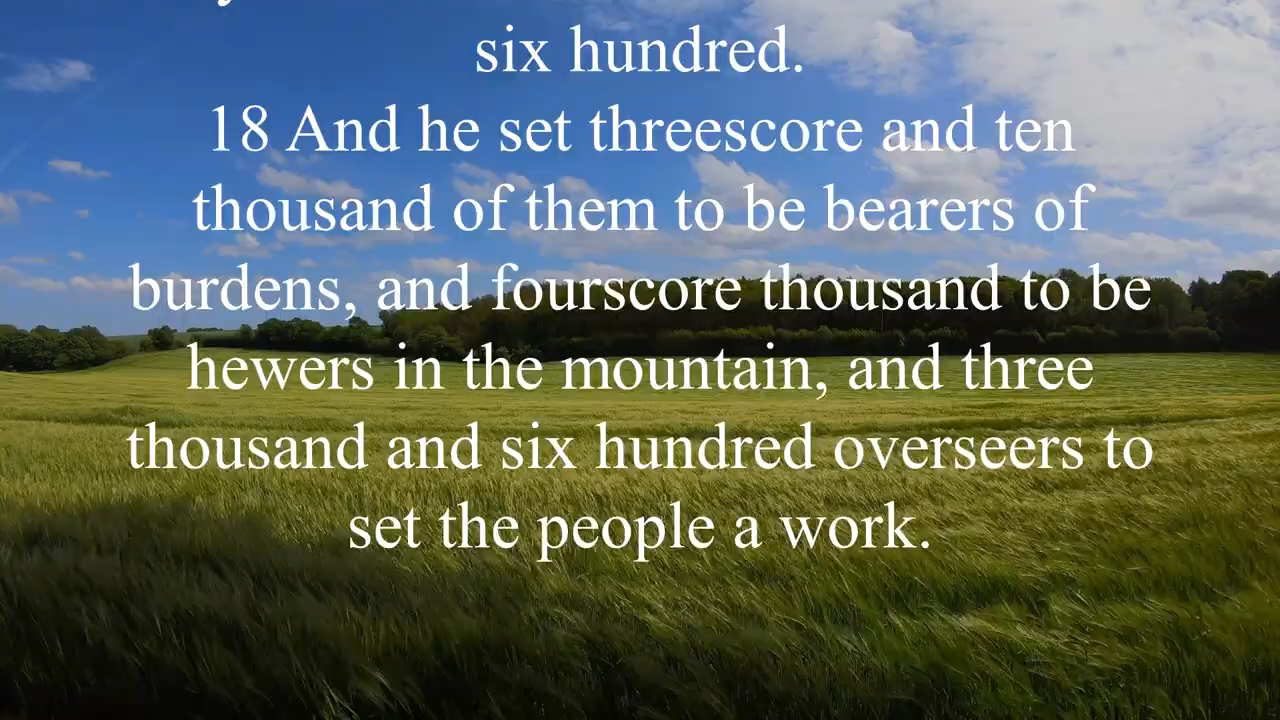 six hundred.
18 And he set threescore and ten
thousand of them to be bearers of
burdens, and fourscore thousand to be
hewers in the mountain, and three
thousand and six hundred overseers to
set the people a work.